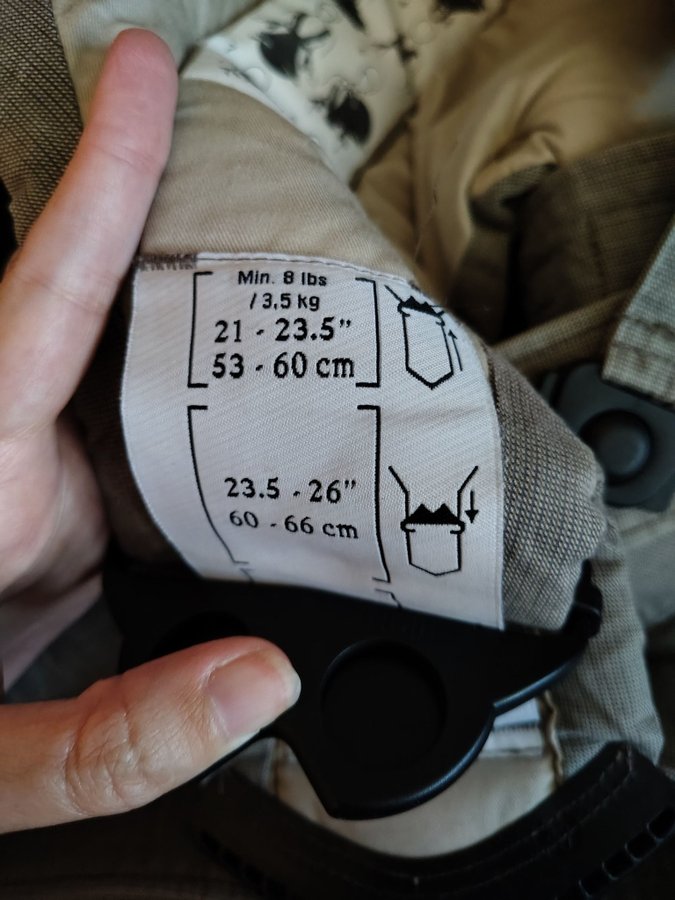 Min. 8 lbs
/ 3,5 kg
21 - 23.5”
53 - 60 cm
23.5 - 26”
60 - 66 cm